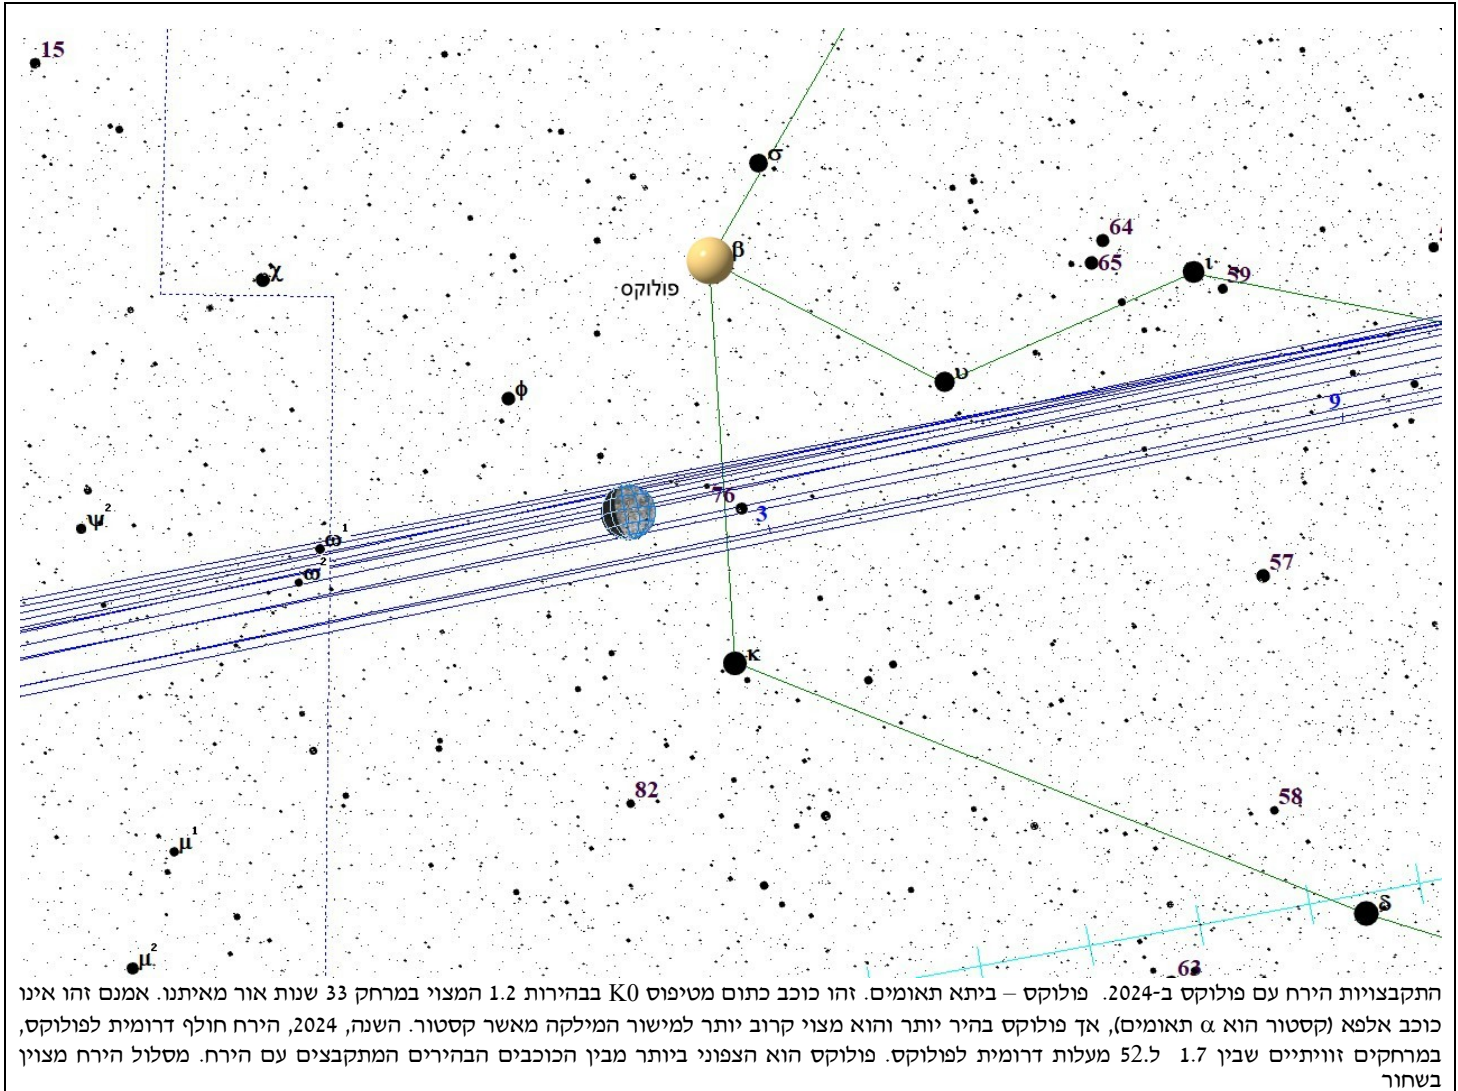 15
σ
β
פולוקס
64
65
ι
59
χ
υ
φ
9
76
3
ψ²
ω¹
ω²
57
κ
82
58
μ¹
δ
μ²
63
התקבצויות הירח עם פולוקס ב-2024. פולוקס – ביתא תאומים. זהו כוכב כתום מטיפוס K0 בבהירות 1.2 המצוי במרחק 33 שנות אור מאיתנו. אמנם זהו אינו
כוכב אלפא (קסטור הוא α תאומים), אך פולוקס בהיר יותר והוא מצוי קרוב יותר למישור המילקה מאשר קסטור. השנה, 2024, הירח חולף דרומית לפולוקס,
במרחקים זוויתיים שבין 1.7 ל.52 מעלות דרומית לפולוקס. פולוקס הוא הצפוני ביותר מבין הכוכבים הבהירים המתקבצים עם הירח. מסלול הירח מצוין
בשחור